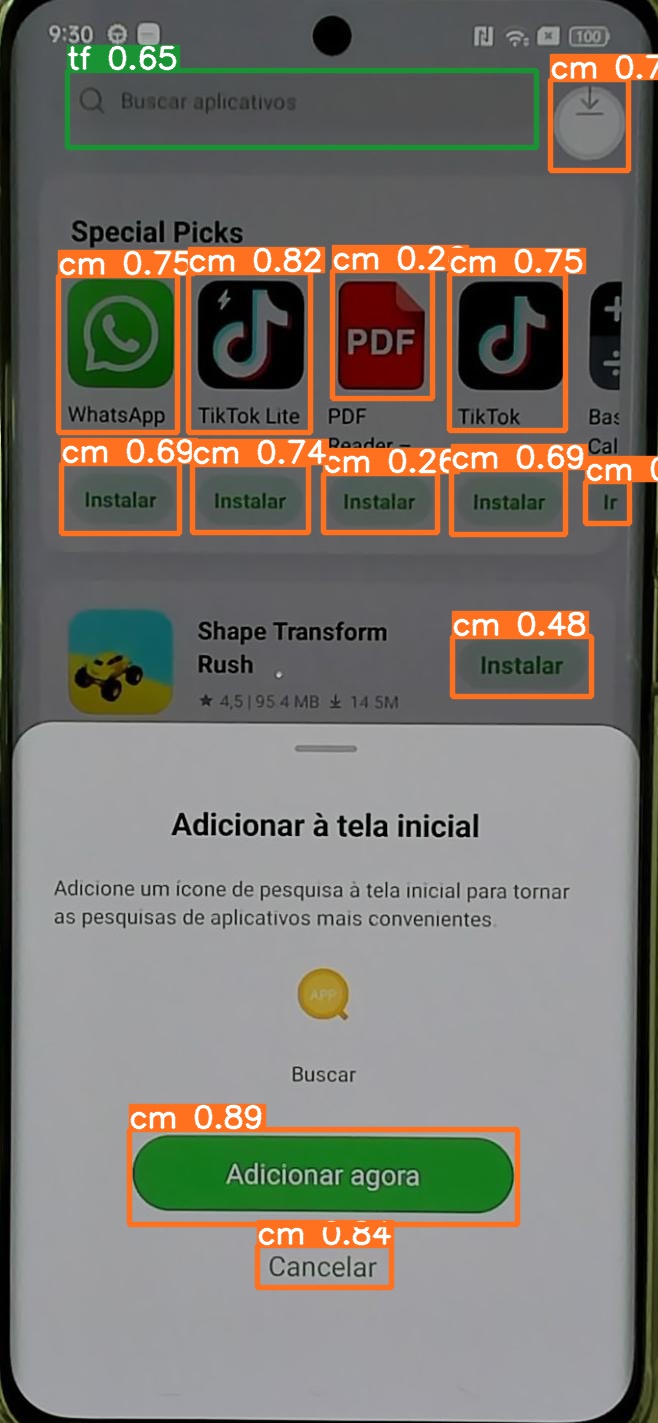 9:30
100
tf 0.65
cm 0.7
Buscar aplicativos
Special Picks
cm 0.75
cm 0.82
cm 0.2
cm 0.75
PDF
WhatsApp
TikTok Lite
PDF
TikTok
Bas
Reader –
Cal
cm 0.69
cm 0.74
cm 0.26
cm 0.69
cm 0
Instalar
Instalar
Instalar
Instalar
Ir
Shape Transform
Rush
cm 0.48
Instalar
★ 4,5 | 95.4 MB 14.5M
Adicionar à tela inicial
Adicione um ícone de pesquisa à tela inicial para tornar
as pesquisas de aplicativos mais convenientes.
APP
Buscar
cm 0.89
Adicionar agora
cm 0.84
Cancelar